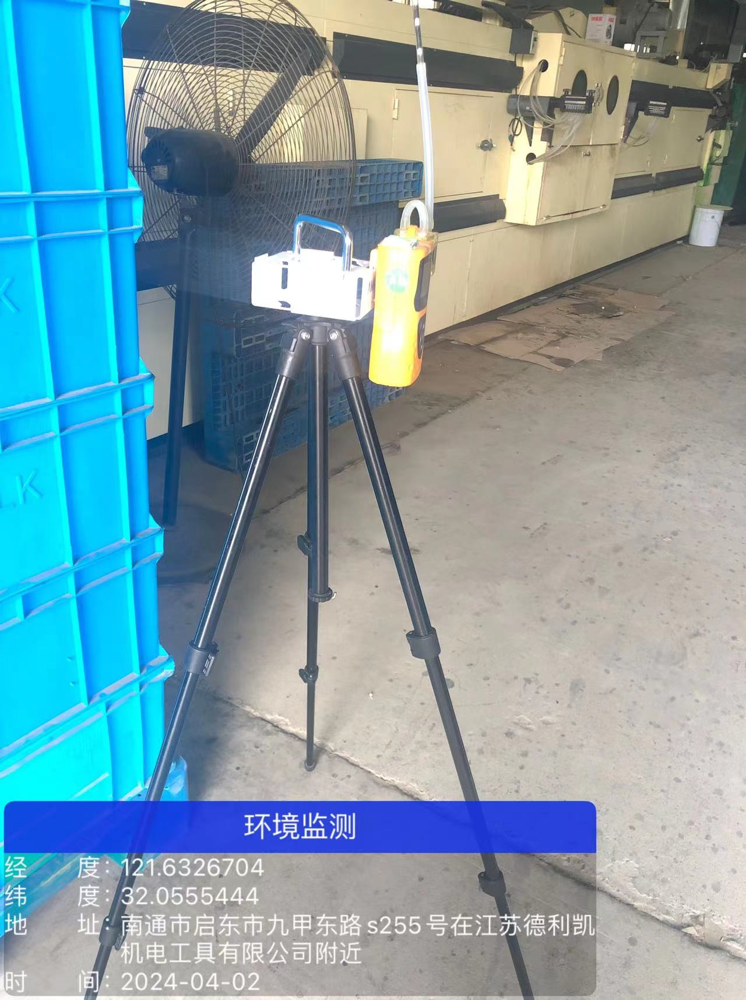 LK
环境监测
经度：121.6326704
纬度：32.0555444
地址：南通市启东市九甲东路s255号在江苏德利凯
机电工具有限公司附近
时间：2024-04-02